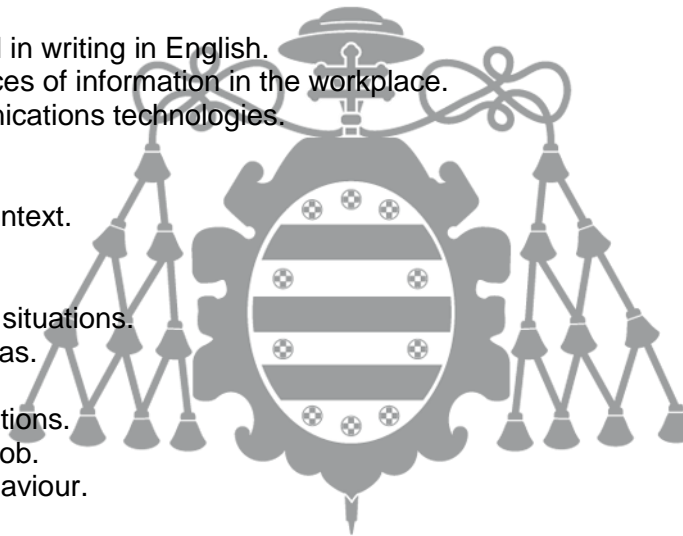 in writing in English.
ces of information in the workplace.
nications technologies.
ntext.
situations.
as.
tions.
ob.
aviour.